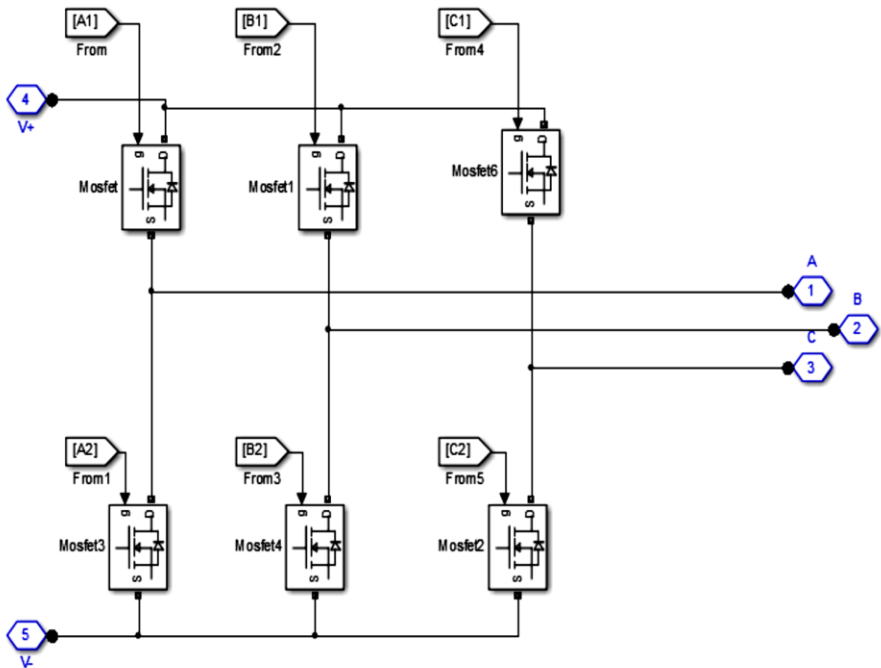 [A1]
[B1]
[C1]
From
From2
From4
4
V+
g
D
Mosfet
S
g
D
Mosfet1
S
g
D
Mosfet6
S
A
1
B
2
C
3
[A2]
[B2]
[C2]
From1
From3
From5
g
D
Mosfet3
S
g
D
Mosfet4
S
g
D
Mosfet2
S
5
V-